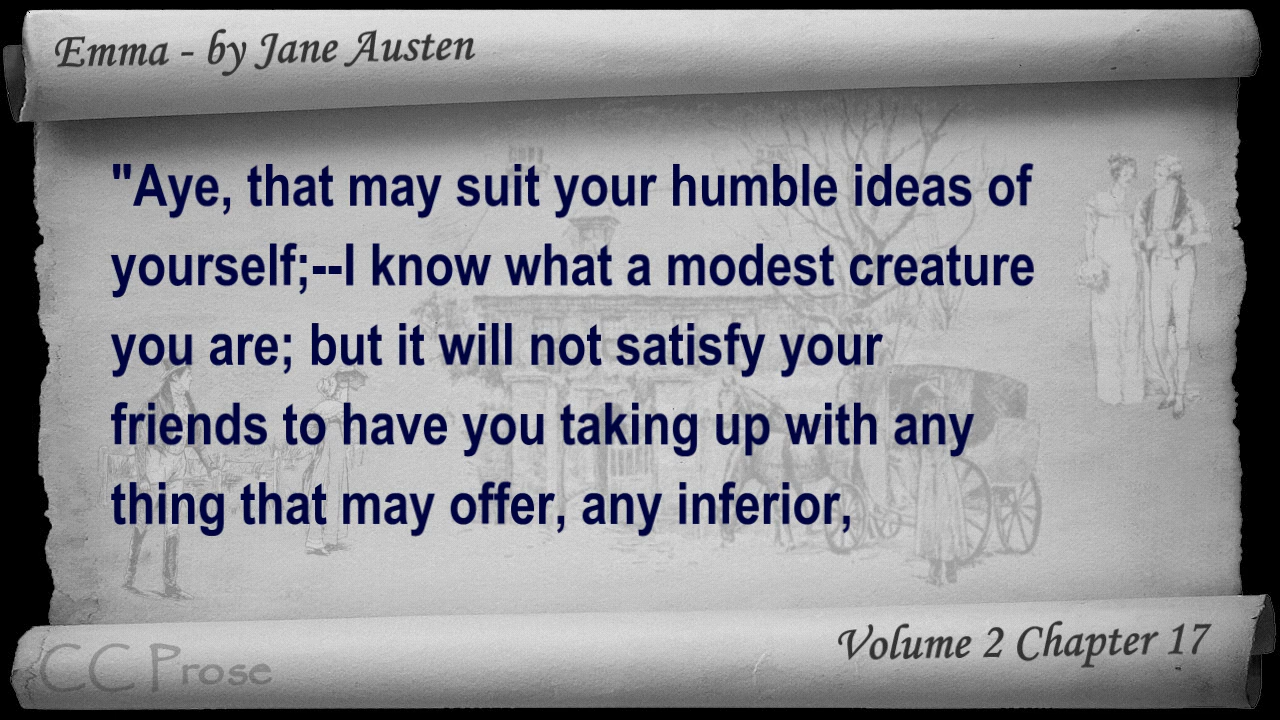 Emma - by Jane Austen
"Aye, that may suit your humble ideas of
yourself;--I know what a modest creature
you are; but it will not satisfy your
friends to have you taking up with any
thing that may offer, any inferior,
Volume 2 Chapter 17
CC Prose